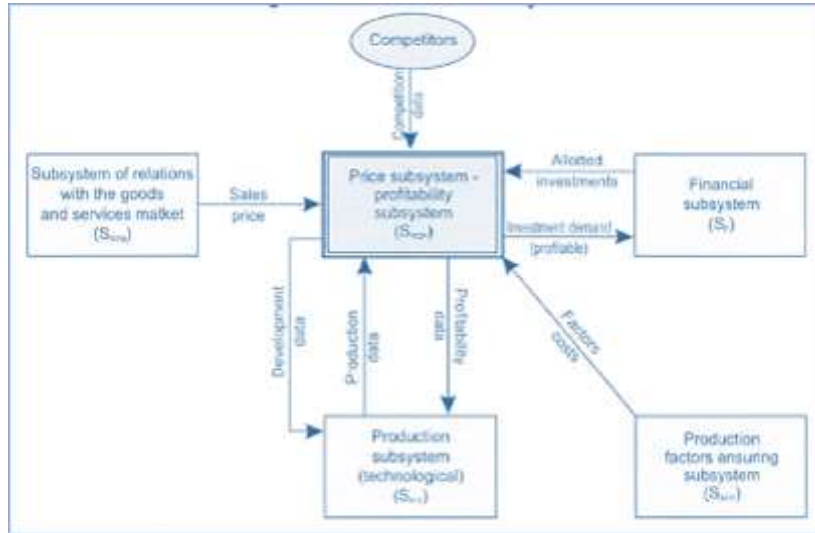 Competitors
Competition
data
Subsystem of relations
with the goods
and services matket
Sales
price
Price subsystem -
profitability
subsystem
Allotted
investments
Investment demand
(profitable)
Financial
subsystem
Development
data
Production
data
Profitability
data
Factors
costs
Production
subsystem
(technological)
Production
factors ensuring
subsystem